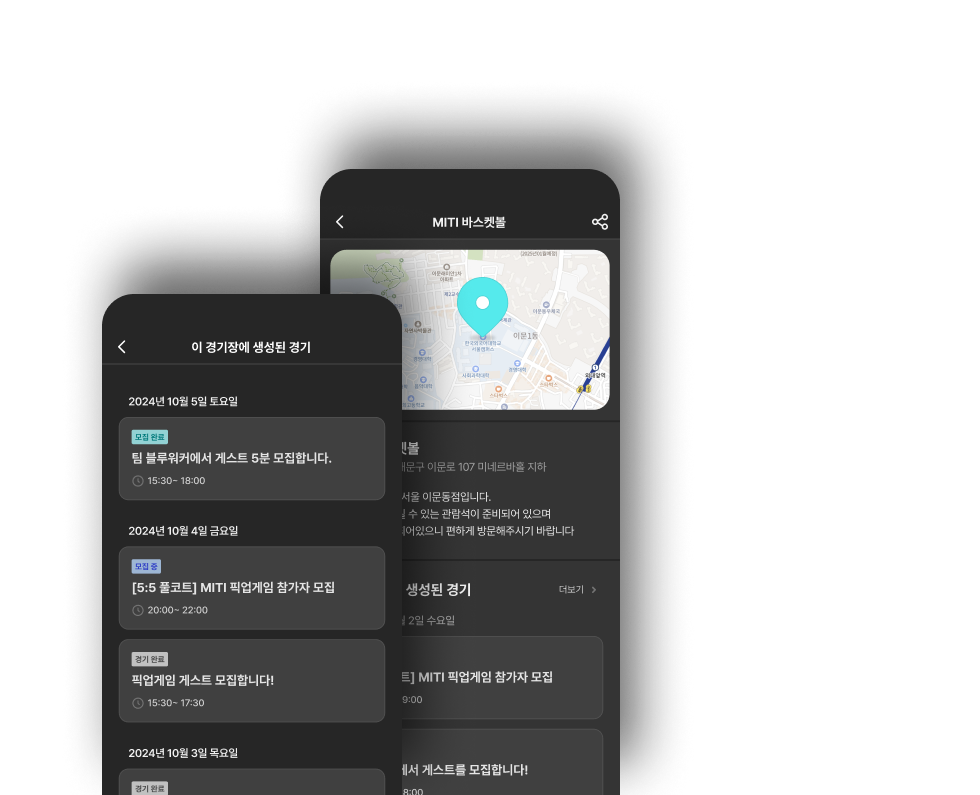 MITI 바스켓볼
이문1동
외대앞역
켓볼
대문구 이문로 107 미네르바홀 지하
서울 이문동점입니다.
수 있는 관람석이 준비되어 있으며
되어있으니 편하게 방문해주시기 바랍니다
생성된 경기
더보기
2일 수요일
트] MITI 픽업게임 참가자 모집
9:00
에서 게스트를 모집합니다!
8:00
이 경기장에 생성된 경기
2024년 10월 5일 토요일
모집 완료
팀 블루워커에서 게스트 5분 모집합니다.
15:30~ 18:00
2024년 10월 4일 금요일
모집 중
[5:5 풀코트] MITI 픽업게임 참가자 모집
20:00~ 22:00
경기 완료
픽업게임 게스트 모집합니다!
15:30~ 17:30
2024년 10월 3일 목요일
경기 완료